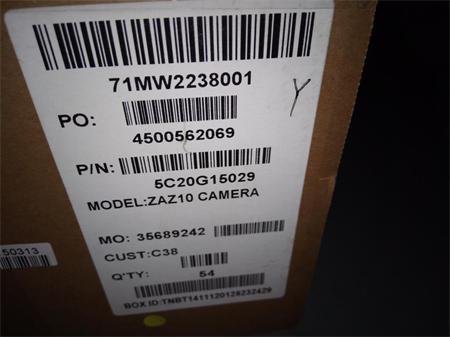 71MW2238001
Y
PO:
4500562069
P/N:
5C20G15029
MODEL:ZAZ10 CAMERA
MO: 35689242
CUST:C38
Q'TY: 54
BOX ID:TNBT1411120128232429
50313